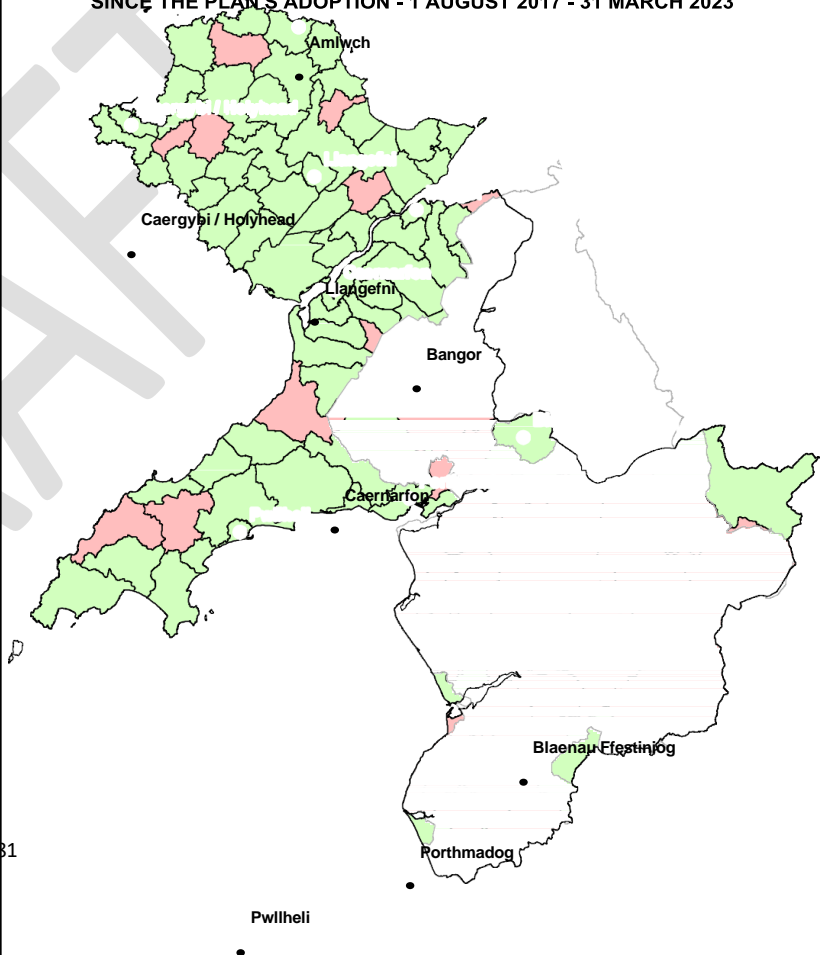 SINCE THE PLAN'S ADOPTION - 1 AUGUST 2017 - 31 MARCH 2023
Amlwch
Caergybi / Holyhead
Llangefni
Bangor
Caernarfon
Blaenau Ffestiniog
31
Porthmadog
Pwllheli